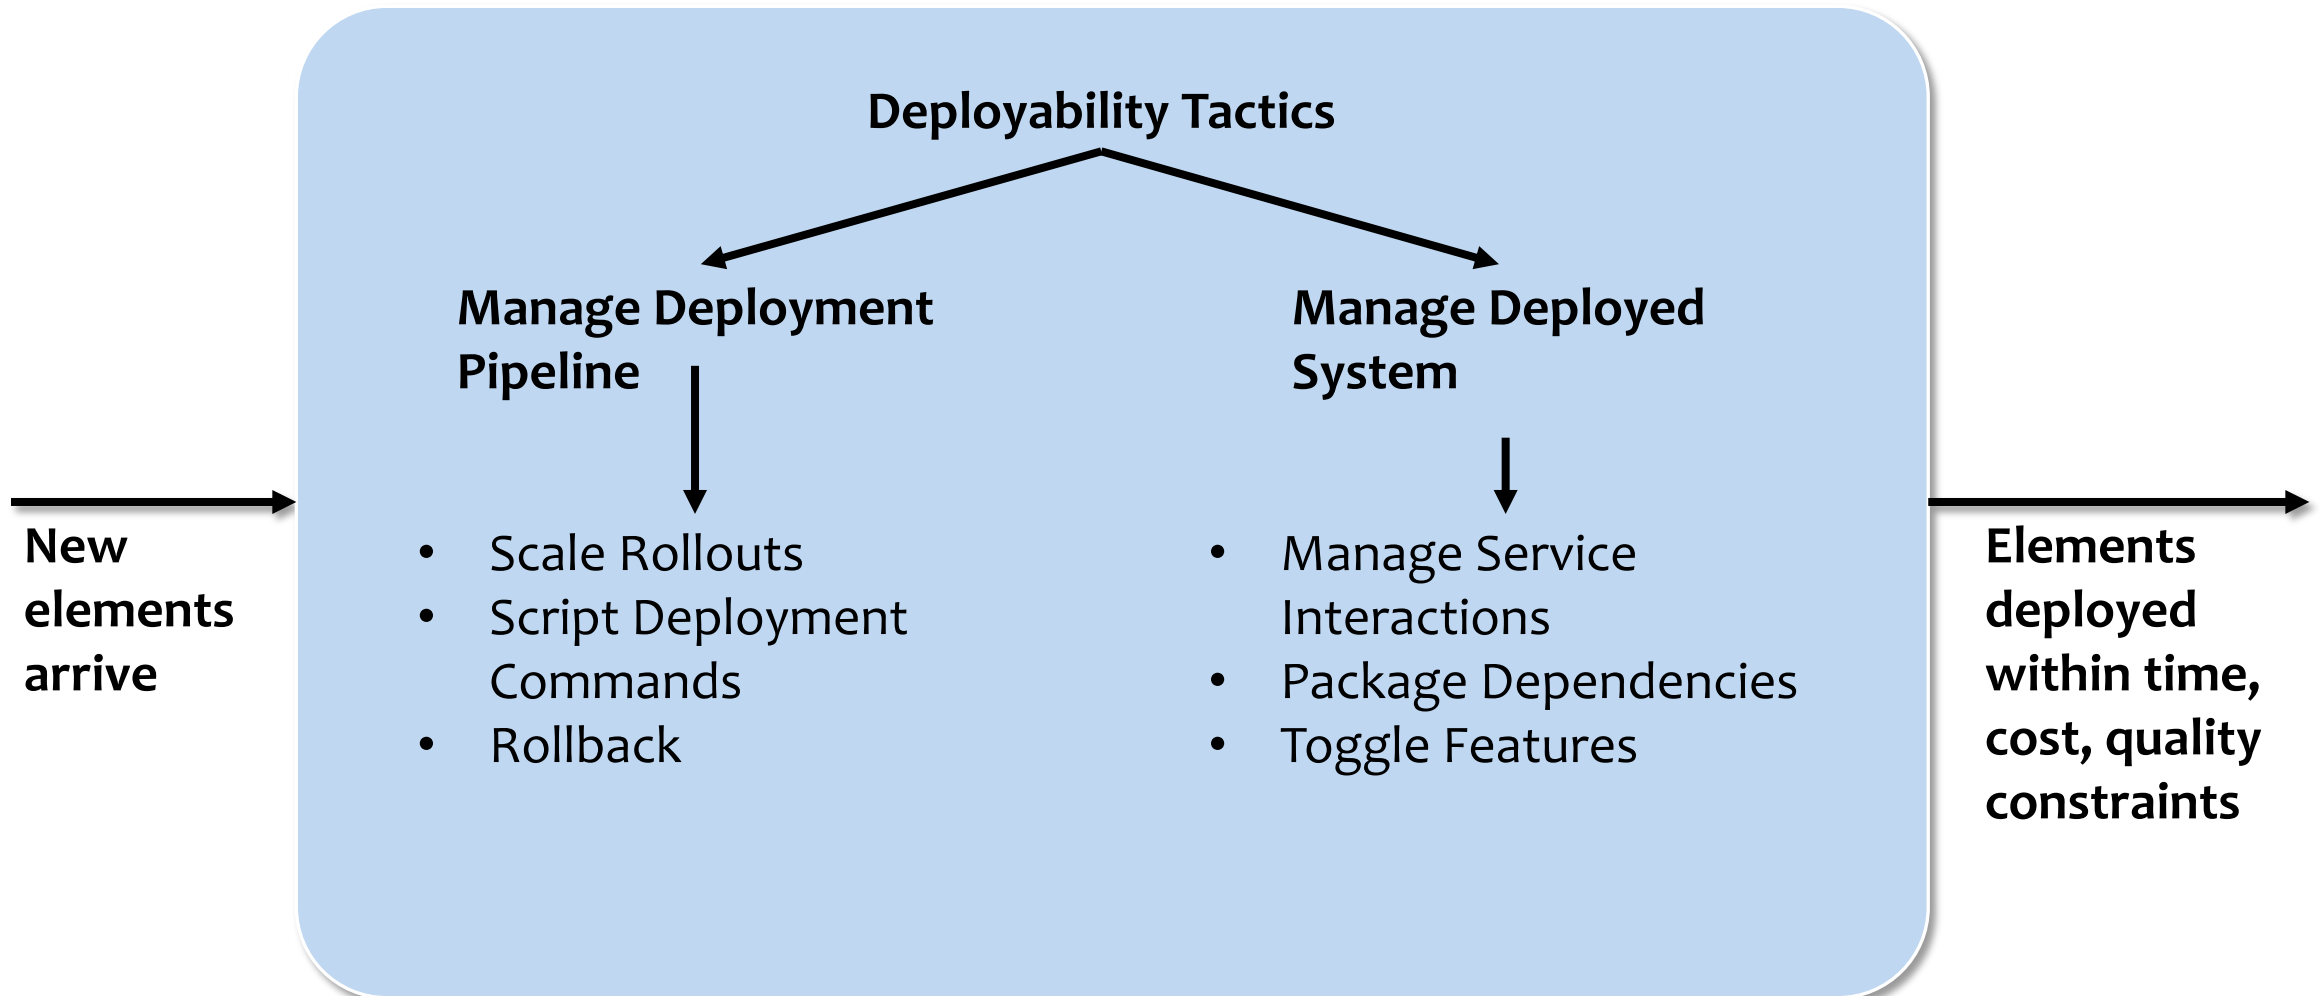 Deployability Tactics
Manage Deployment
Pipeline
Manage Deployed
System
New
elements
arrive
• Scale Rollouts
• Script Deployment
Commands
• Rollback
• Manage Service
Interactions
• Package Dependencies
• Toggle Features
Elements
deployed
within time,
cost, quality
constraints